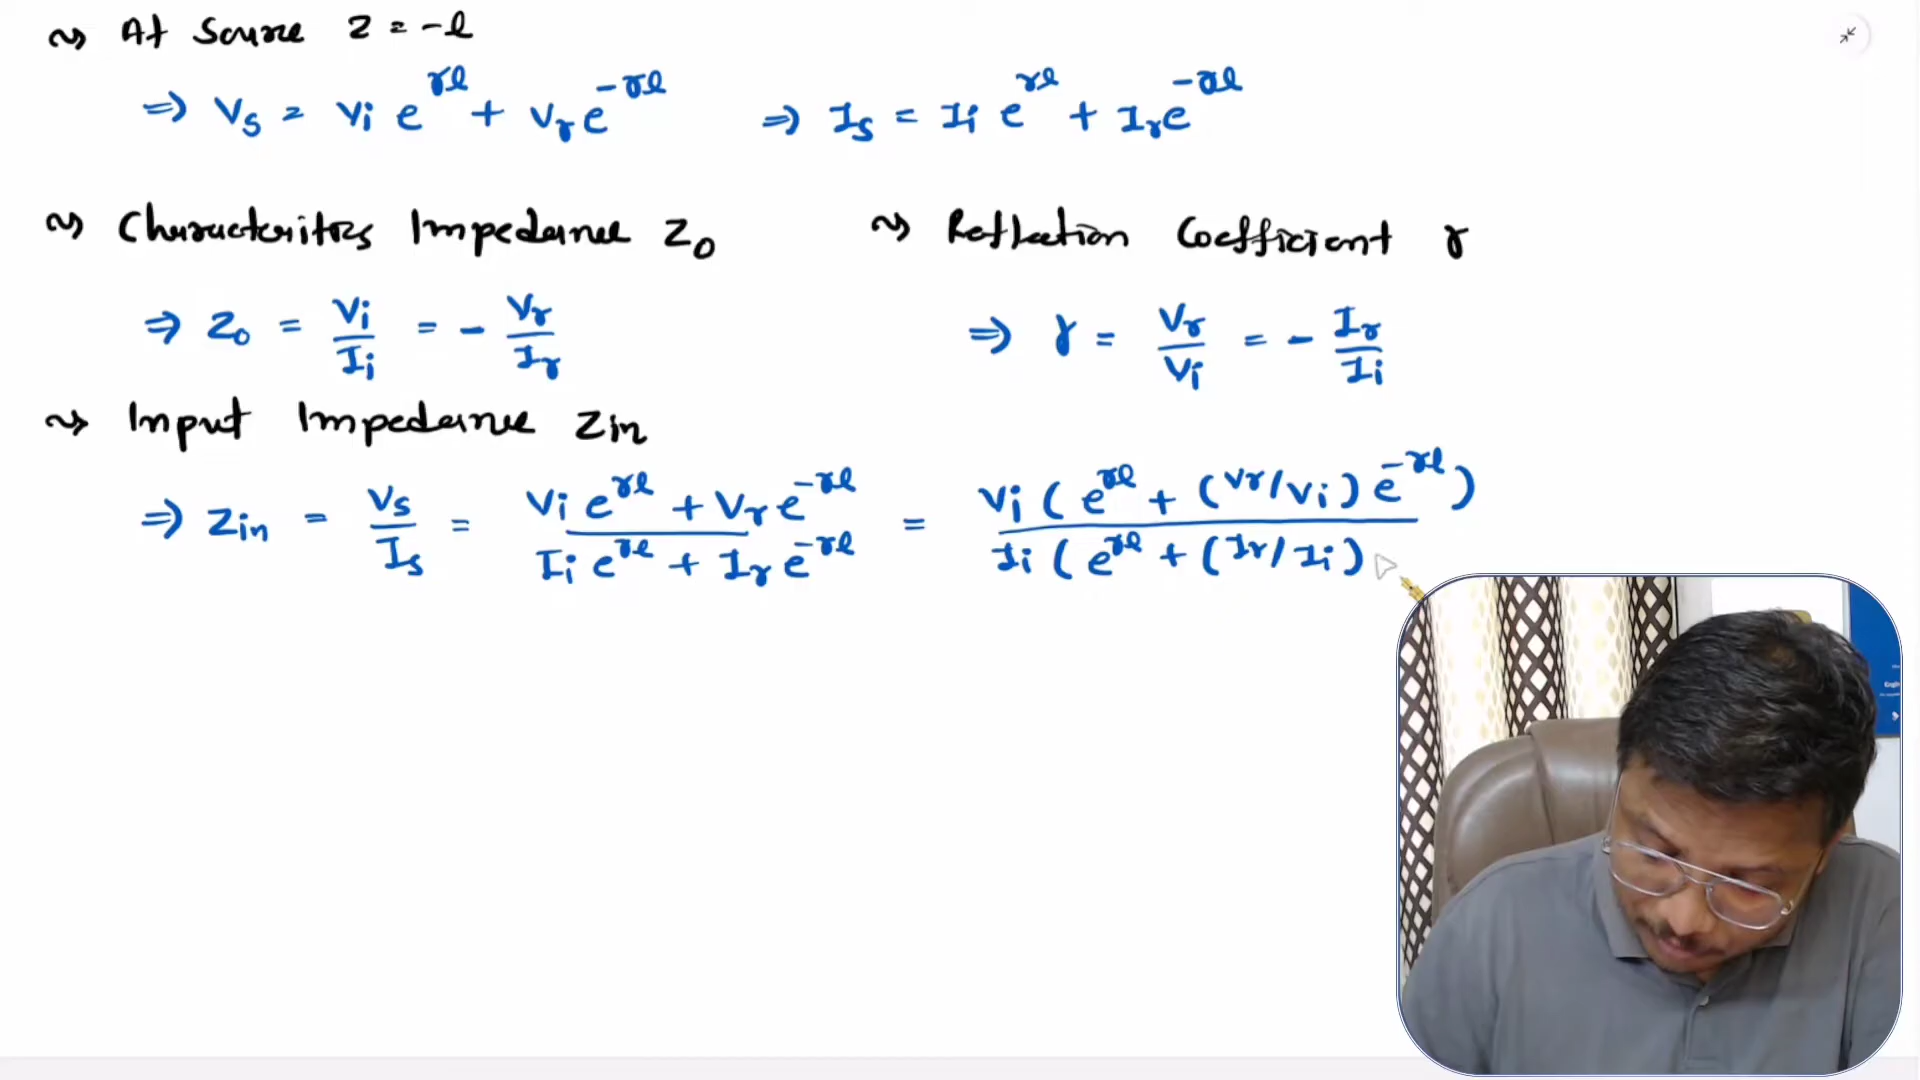 ~> At Source z = -l
=> Vs = Vi e^γl + Vr e^-γl => Is = Ii e^γl + Ir e^-γl
~> Characteritics Impedance Z0 ~> Reflection Coefficient γ
=> Z0 = Vi/Ii = - Vr/Ir => γ = Vr/Vi = - Ir/Ii
~> Input Impedance Zin
=> Zin = Vs/Is = (Vi e^γl + Vr e^-γl)/(Ii e^γl + Ir e^-γl) = Vi ( e^γl + (Vr/Vi) e^-γl ) / Ii ( e^γl + (Ir/Ii)